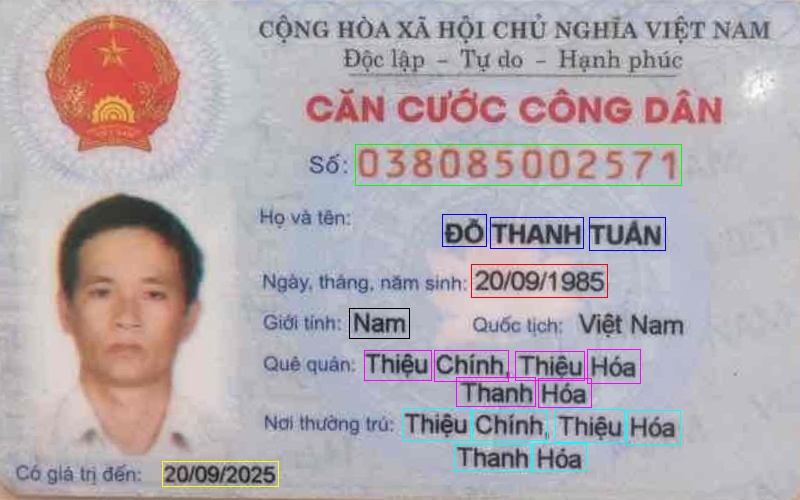 CỘNG HÒA XÃ HỘI CHỦ NGHĨA VIỆT NAM
Độc lập - Tự do - Hạnh phúc
CĂN CƯỚC CÔNG DÂN
Số: 038085002571
Họ và tên:
ĐỖ THANH TUẤN
Ngày, tháng, năm sinh: 20/09/1985
Giới tính: Nam Quốc tịch: Việt Nam
Quê quán: Thiệu Chính, Thiệu Hóa
Thanh Hóa
Nơi thường trú: Thiệu Chính, Thiệu Hóa
Thanh Hóa
Có giá trị đến: 20/09/2025